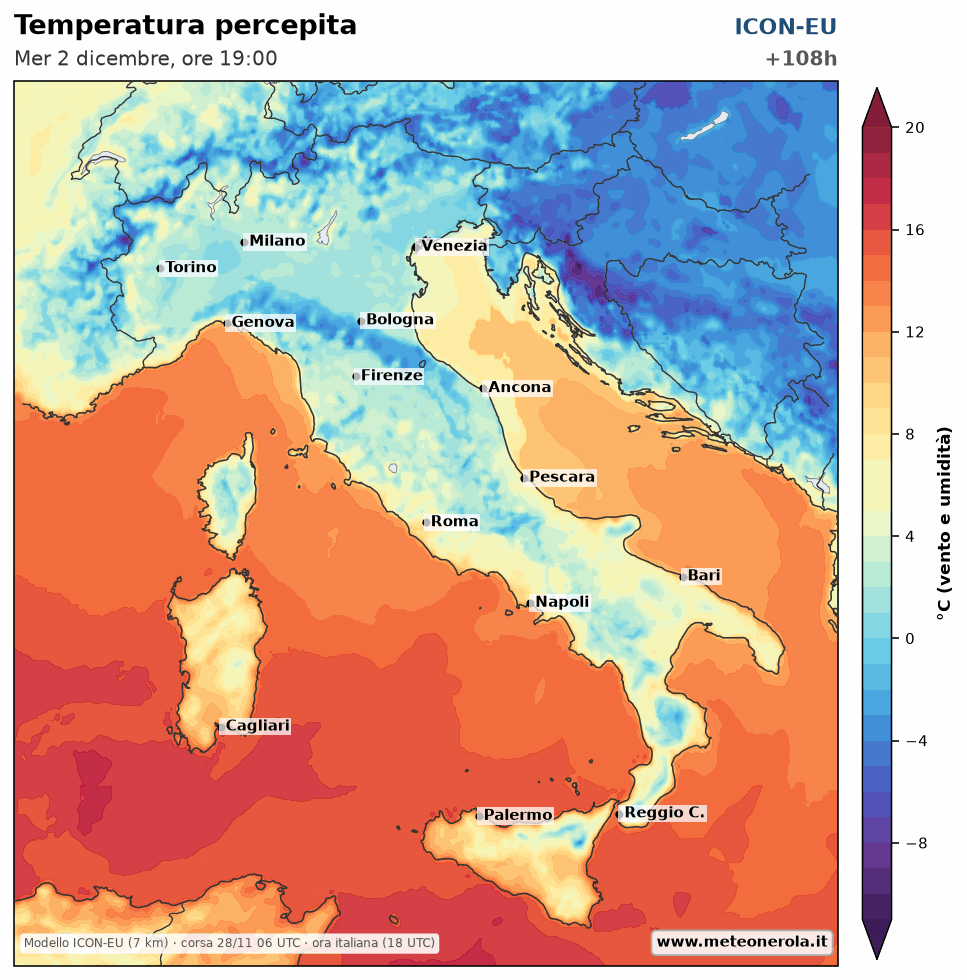 Temperatura percepita
ICON-EU
Mer 2 dicembre, ore 19:00
+108h
20
16
12
8
4
0
−4
−8
°C (vento e umidità)
Milano
Venezia
Torino
Genova
Bologna
Firenze
Ancona
Pescara
Roma
Bari
Napoli
Cagliari
Palermo
Reggio C.
Modello ICON-EU (7 km) · corsa 28/11 06 UTC · ora italiana (18 UTC)
www.meteonerola.it